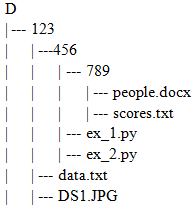 D
|--- 123
|    |---456
|    |    |--- 789
|    |    |    |--- people.docx
|    |    |    |--- scores.txt
|    |    |--- ex_1.py
|    |    |--- ex_2.py
|    |--- data.txt
|    |--- DS1.JPG